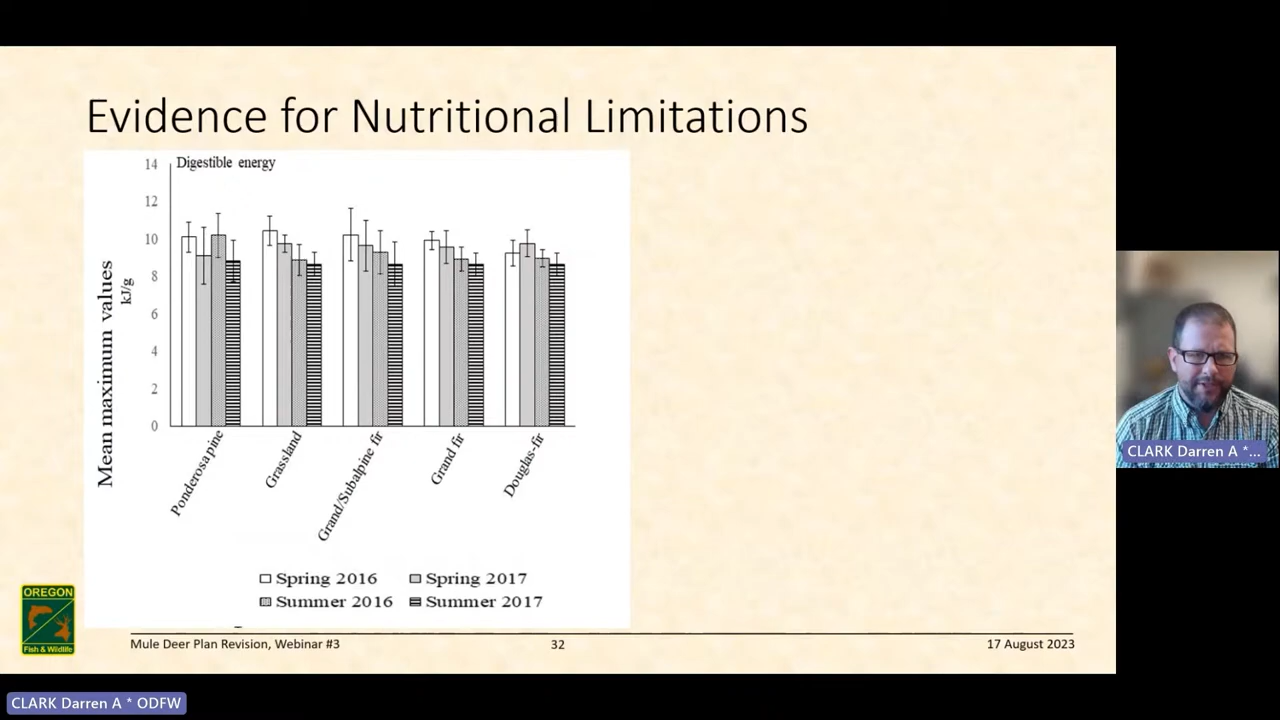 Evidence for Nutritional Limitations
Digestible energy
14
12
10
8
6
4
2
0
Mean maximum values
kJ/g
Ponderosa pine
Grassland
Grand/Subalpine fir
Grand fir
Douglas-fir
Spring 2016
Spring 2017
Summer 2016
Summer 2017
OREGON
Fish & Wildlife
Mule Deer Plan Revision, Webinar #3
32
17 August 2023
CLARK Darren A *...
CLARK Darren A * ODFW